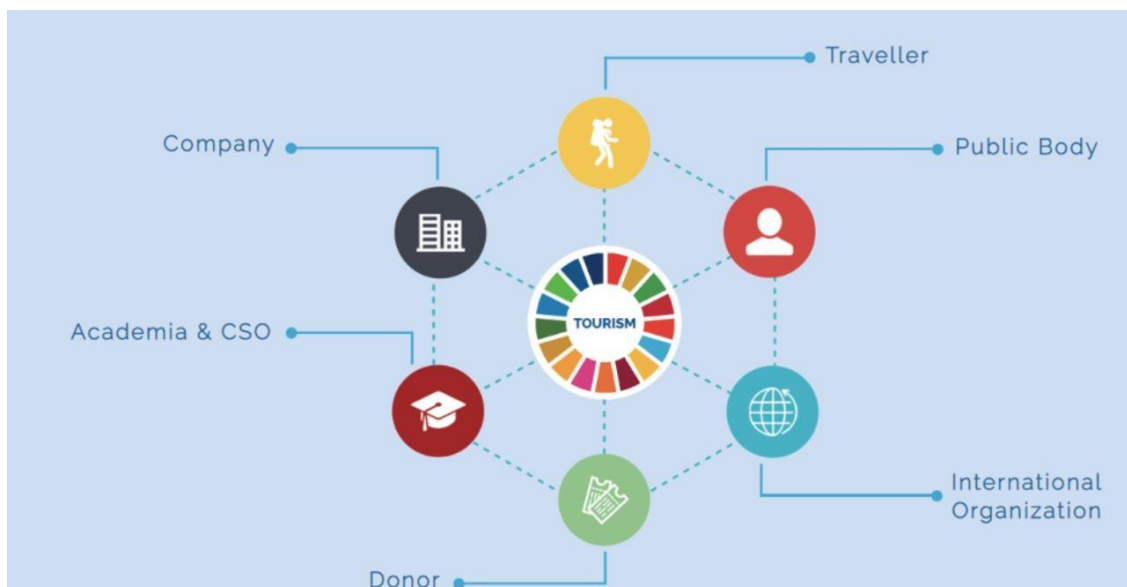 Traveller
Company
Public Body
TOURISM
Academia & CSO
International
Organization
Donor